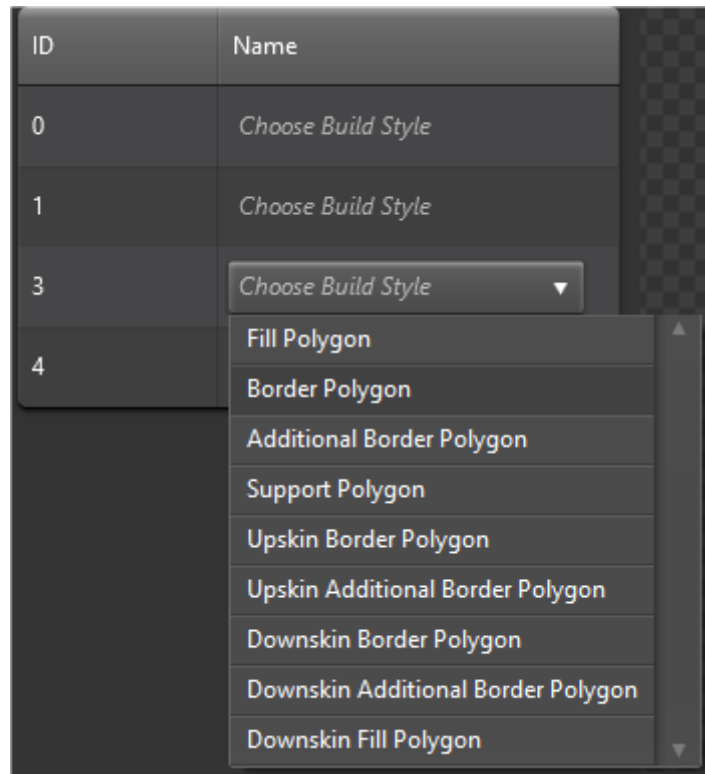 ID Name
0 Choose Build Style
1 Choose Build Style
3 Choose Build Style
4
Fill Polygon
Border Polygon
Additional Border Polygon
Support Polygon
Upskin Border Polygon
Upskin Additional Border Polygon
Downskin Border Polygon
Downskin Additional Border Polygon
Downskin Fill Polygon